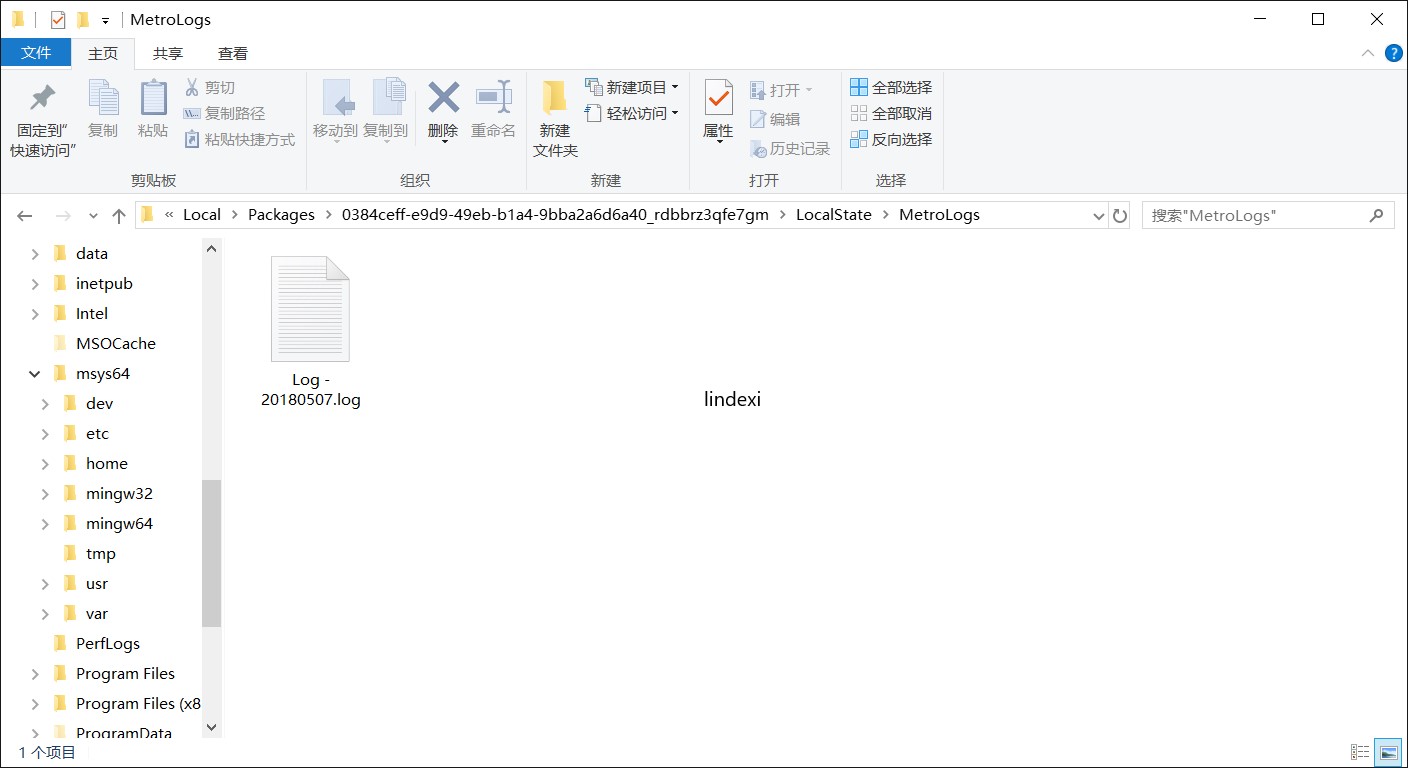 MetroLogs
文件 主页 共享 查看
固定到"
快速访问"
复制
粘贴
剪切
复制路径
粘贴快捷方式
剪贴板
移动到
复制到
删除
重命名
组织
新建
文件夹
新建项目
轻松访问
新建
属性
打开
编辑
历史记录
打开
全部选择
全部取消
反向选择
选择
« Local > Packages > 0384ceff-e9d9-49eb-b1a4-9bba2a6d6a40_rdbbrz3qfe7gm > LocalState > MetroLogs
搜索"MetroLogs"
data
inetpub
Intel
MSOCache
msys64
dev
etc
home
mingw32
mingw64
tmp
usr
var
PerfLogs
Program Files
Program Files (x8
ProgramData
Log -
20180507.log
lindexi
1 个项目